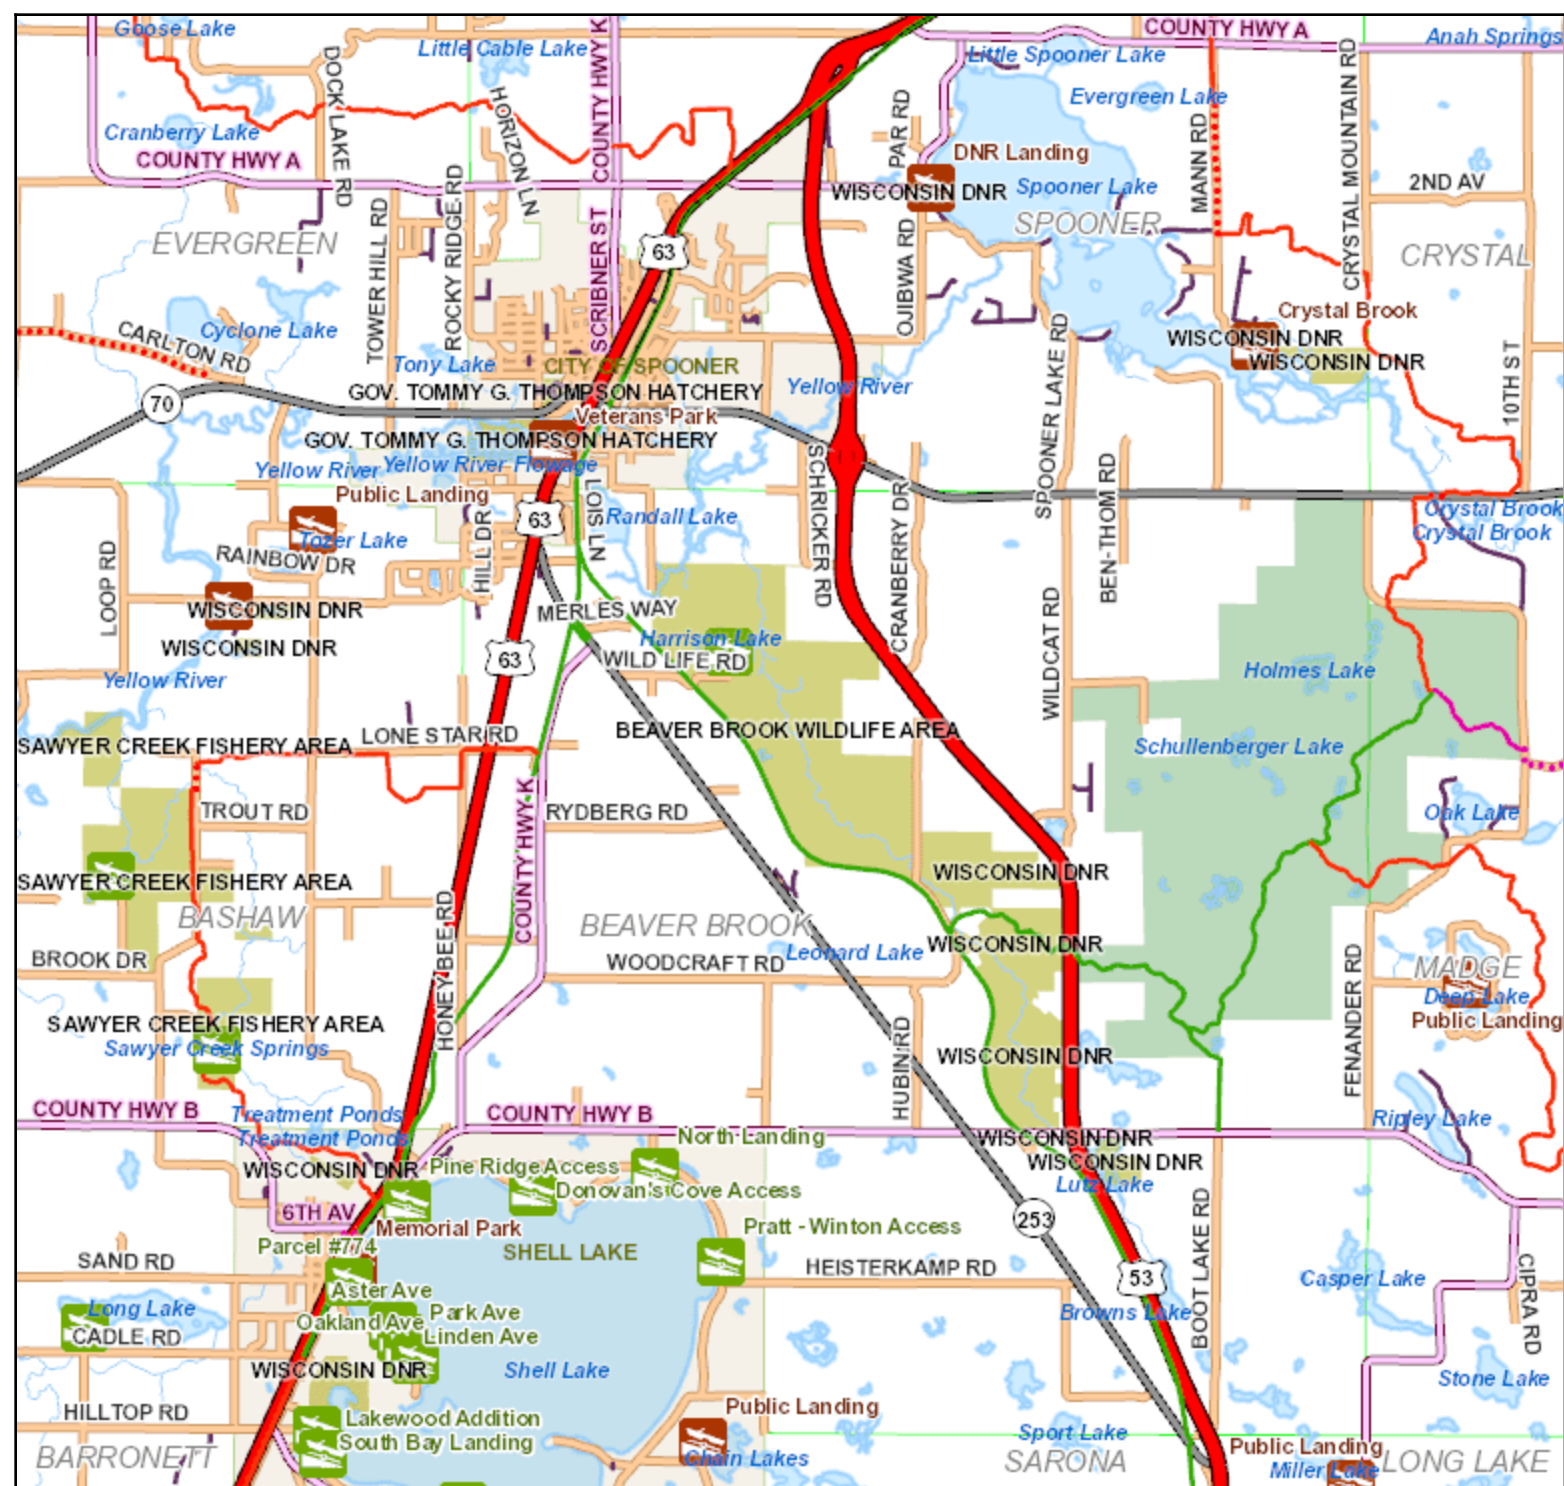 Goose Lake
COUNTY HWY A
Anah Springs
Little Cable Lake
Little Spooner Lake
DOCK LAKE RD
HORIZON LN
COUNTY HWY K
PAR RD
Evergreen Lake
MANN RD
CRYSTAL MOUNTAIN RD
Cranberry Lake
COUNTY HWY A
DNR Landing
WISCONSIN DNR
Spooner Lake
2ND AV
EVERGREEN
TOWER HILL RD
ROCKY RIDGE RD
SCRIBNER ST
63
OJIBWA RD
SPOONER
CRYSTAL
Crystal Brook
CARLTON RD
Cyclone Lake
WISCONSIN DNR
WISCONSIN DNR
Tony Lake
CITY OF SPOONER
SPOONER LAKE RD
10TH ST
70
GOV. TOMMY G. THOMPSON HATCHERY
Yellow River
Veterans Park
GOV. TOMMY G. THOMPSON HATCHERY
Yellow River
Yellow River Flowage
SCHRICKER RD
Public Landing
63
LOIS LN
Randall Lake
CRANBERRY DR
BEN-THOM RD
Crystal Brook
Crystal Brook
Tozer Lake
HILL DR
LOOP RD
RAINBOW DR
WISCONSIN DNR
MERLES WAY
WISCONSIN DNR
Harrison Lake
WILDCAT RD
63
WILD LIFE RD
Holmes Lake
Yellow River
LONE STAR RD
BEAVER BROOK WILDLIFE AREA
SAWYER CREEK FISHERY AREA
Schullenberger Lake
TROUT RD
COUNTY HWY K
RYDBERG RD
Oak Lake
SAWYER CREEK FISHERY AREA
WISCONSIN DNR
BASHAW
HONEY BEE RD
BEAVER BROOK
WISCONSIN DNR
Leonard Lake
BROOK DR
WOODCRAFT RD
FENANDER RD
MADGE
Deep Lake
Public Landing
SAWYER CREEK FISHERY AREA
Sawyer Creek Springs
HUBIN RD
WISCONSIN DNR
COUNTY HWY B
Treatment Ponds
COUNTY HWY B
Ripley Lake
Treatment Ponds
North Landing
WISCONSIN DNR
WISCONSIN DNR
Pine Ridge Access
WISCONSIN DNR
Donovan's Cove Access
Lutz Lake
6TH AV
Memorial Park
Pratt - Winton Access
253
BOOT LAKE RD
Parcel #774
SHELL LAKE
SAND RD
HEISTERKAMP RD
53
Casper Lake
CIPRA RD
Aster Ave
Long Lake
Park Ave
Browns Lake
Oakland Ave
Linden Ave
CADLE RD
WISCONSIN DNR
Shell Lake
Stone Lake
HILLTOP RD
Lakewood Addition
Public Landing
South Bay Landing
Sport Lake
BARRONETT
Chain Lakes
SARONA
Public Landing
Miller Lake
LONG LAKE